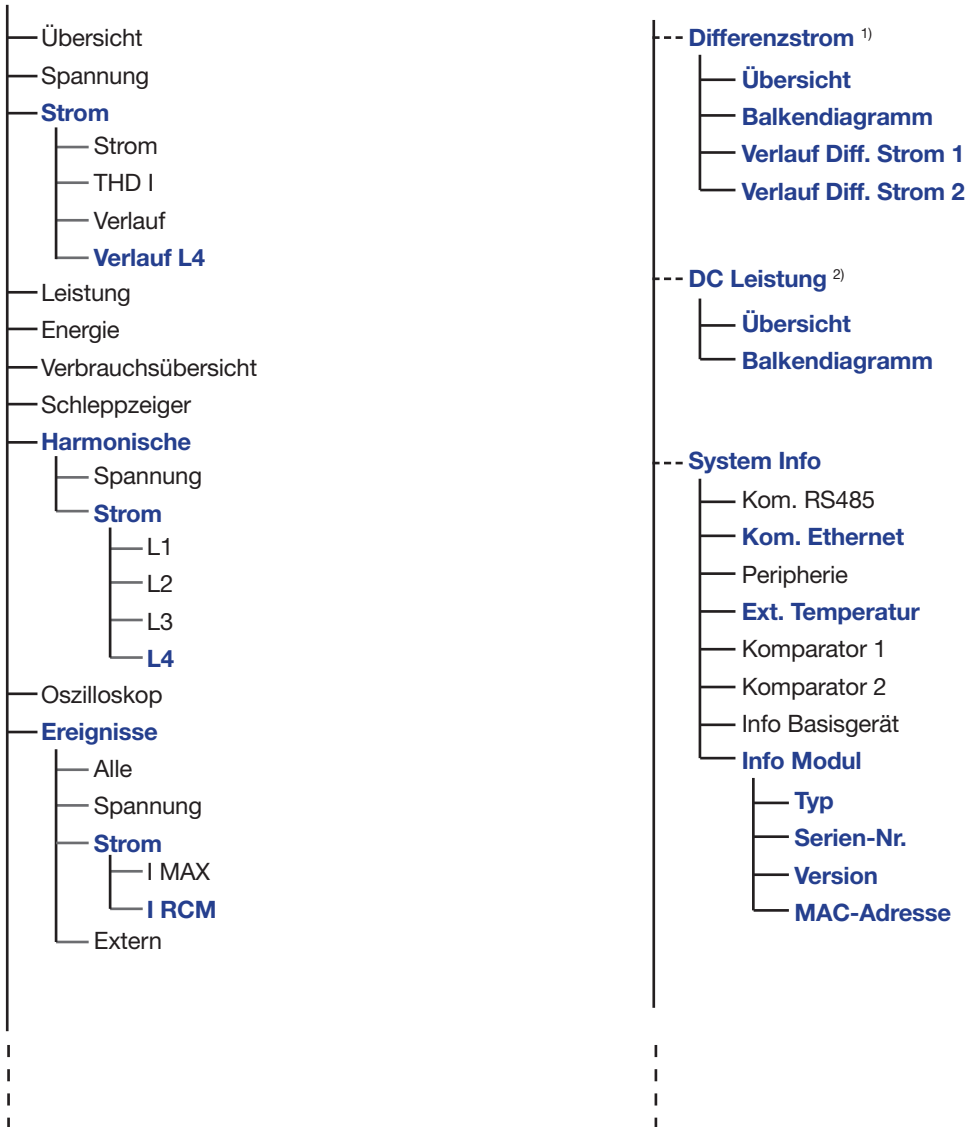 Übersicht
Spannung
Strom
Strom
THD I
Verlauf
Verlauf L4
Leistung
Energie
Verbrauchsübersicht
Schleppzeiger
Harmonische
Spannung
Strom
L1
L2
L3
L4
Oszilloskop
Ereignisse
Alle
Spannung
Strom
I MAX
I RCM
Extern
Differenzstrom 1)
Übersicht
Balkendiagramm
Verlauf Diff. Strom 1
Verlauf Diff. Strom 2
DC Leistung 2)
Übersicht
Balkendiagramm
System Info
Kom. RS485
Kom. Ethernet
Peripherie
Ext. Temperatur
Komparator 1
Komparator 2
Info Basisgerät
Info Modul
Typ
Serien-Nr.
Version
MAC-Adresse